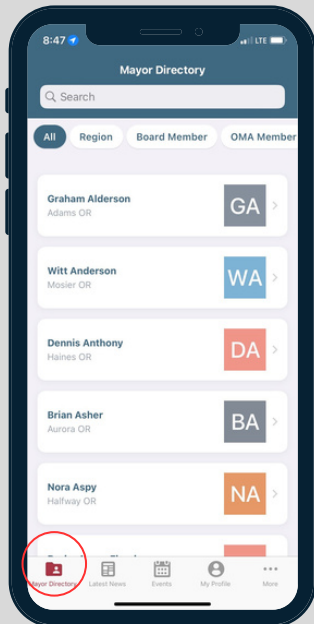 8:47
LTE
Mayor Directory
Search
All Region Board Member OMA Member
Graham Alderson
Adams OR
GA
Witt Anderson
Mosier OR
WA
Dennis Anthony
Haines OR
DA
Brian Asher
Aurora OR
BA
Nora Aspy
Halfway OR
NA
Mayor Directory Latest News Events My Profile More